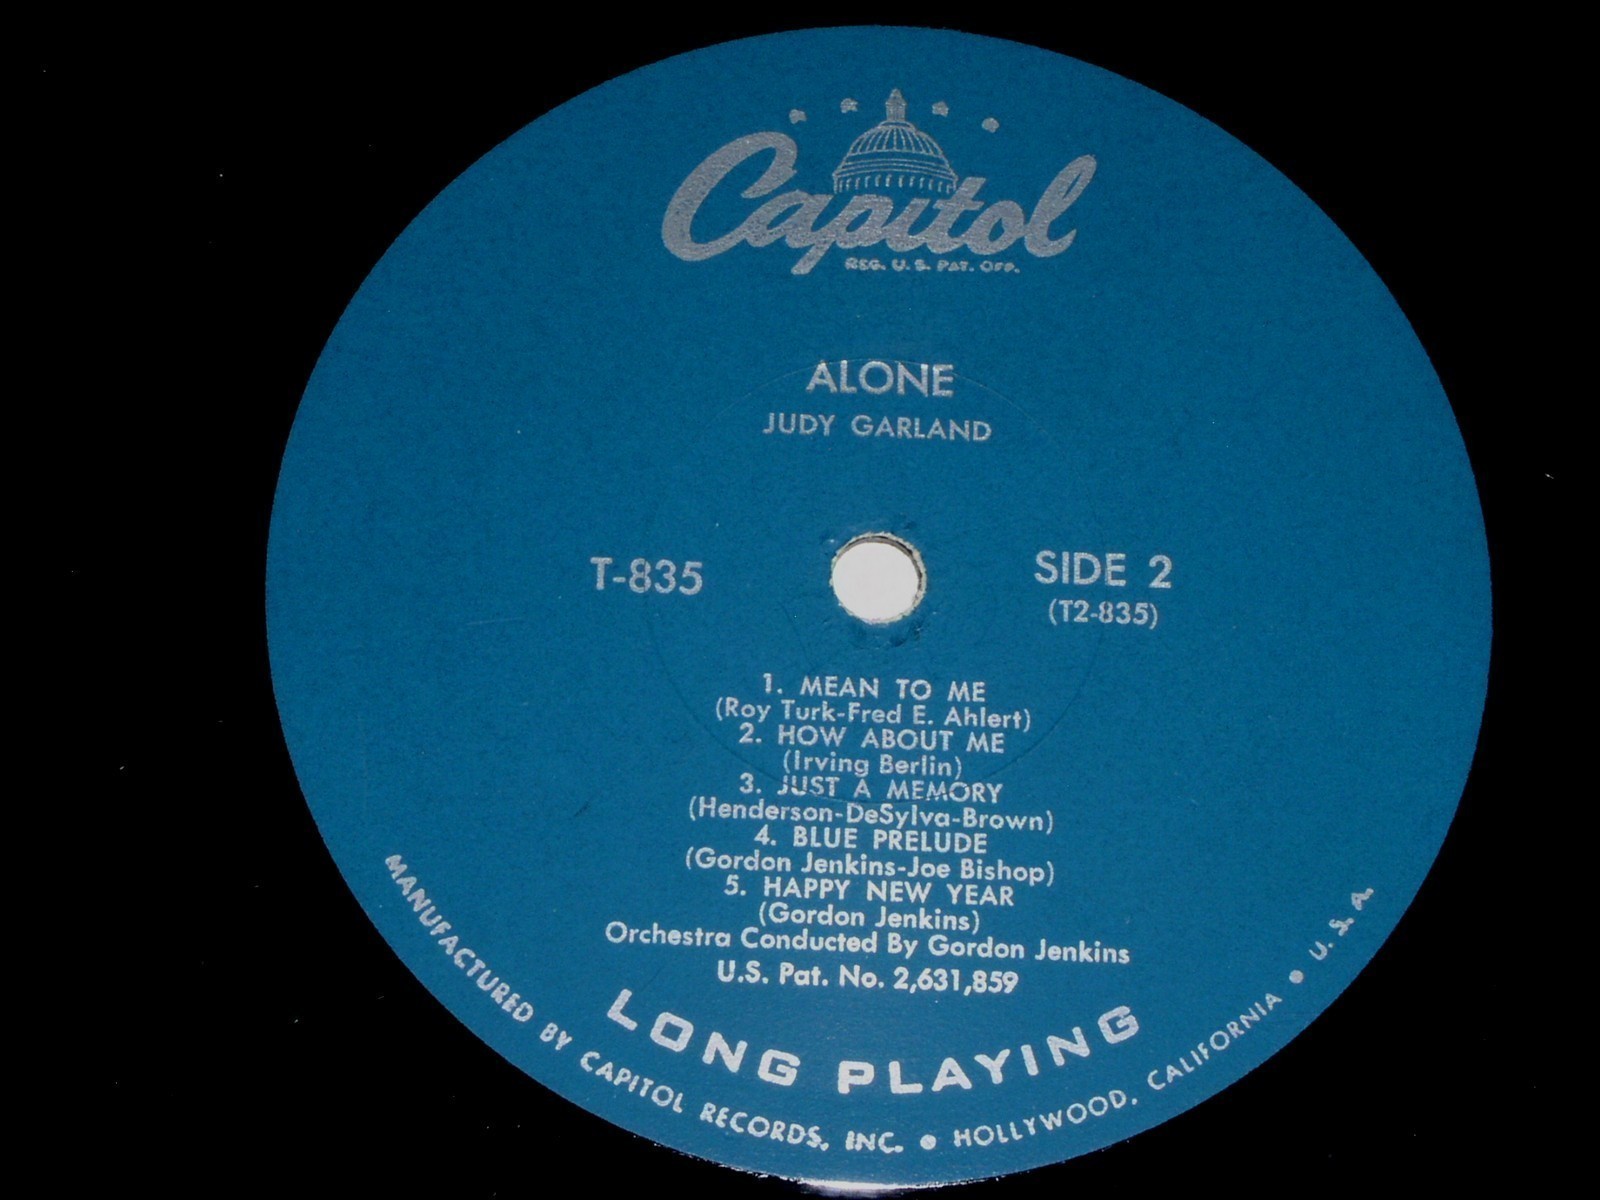 Capitol
REG. U. S. PAT. OFF.
ALONE
JUDY GARLAND
T-835
SIDE 2
(T2-835)
1. MEAN TO ME
(Roy Turk-Fred E. Ahlert)
2. HOW ABOUT ME
(Irving Berlin)
3. JUST A MEMORY
(Henderson-DeSylva-Brown)
4. BLUE PRELUDE
(Gordon Jenkins-Joe Bishop)
5. HAPPY NEW YEAR
(Gordon Jenkins)
Orchestra Conducted By Gordon Jenkins
U.S. Pat. No. 2,631,859
LONG PLAYING
MANUFACTURED BY CAPITOL RECORDS, INC. • HOLLYWOOD, CALIFORNIA • U. S. A.